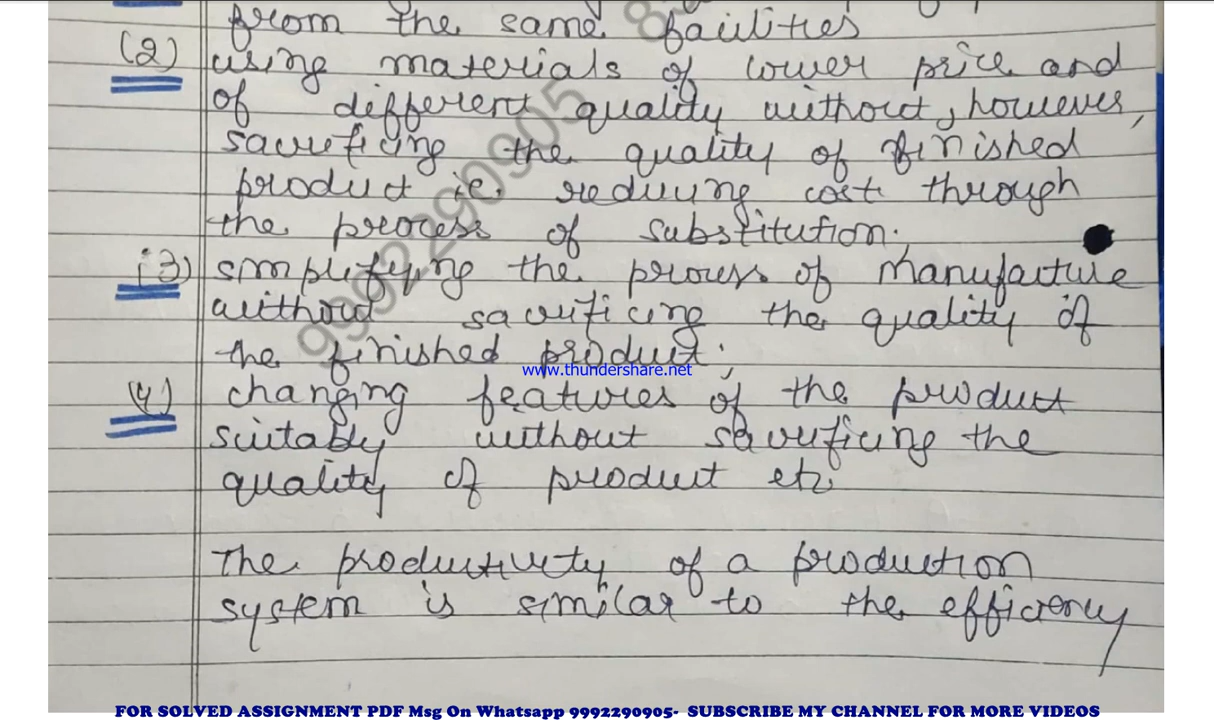 from the same facilities
(2) using materials of lower price and
of different quality without, however,
sacrificing the quality of finished
product i.e. reducing cost through
the process of substitution.
(3) simplifying the process of manufacture
without sacrificing the quality of
the finished product.
www.thundershare.net
(4) changing features of the product
suitably without sacrificing the
quality of product etc
The productivity of a production
system is similar to the efficiency
9992290905
FOR SOLVED ASSIGNMENT PDF Msg On Whatsapp 9992290905- SUBSCRIBE MY CHANNEL FOR MORE VIDEOS